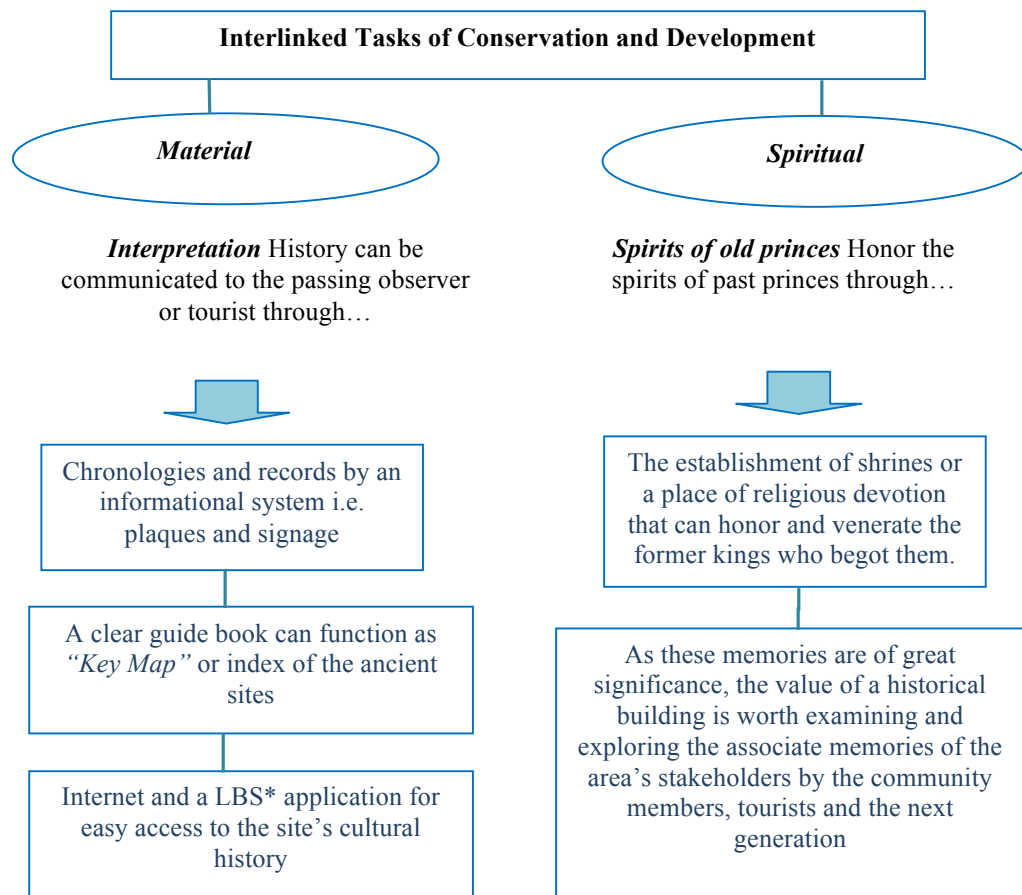 Interlinked Tasks of Conservation and Development
Material
Interpretation History can be
communicated to the passing observer
or tourist through…
Chronologies and records by an
informational system i.e.
plaques and signage
A clear guide book can function as
“Key Map” or index of the ancient
sites
Internet and a LBS* application for
easy access to the site’s cultural
history
Spiritual
Spirits of old princes Honor the
spirits of past princes through…
The establishment of shrines or
a place of religious devotion
that can honor and venerate the
former kings who begot them.
As these memories are of great
significance, the value of a historical
building is worth examining and
exploring the associate memories of the
area’s stakeholders by the community
members, tourists and the next
generation